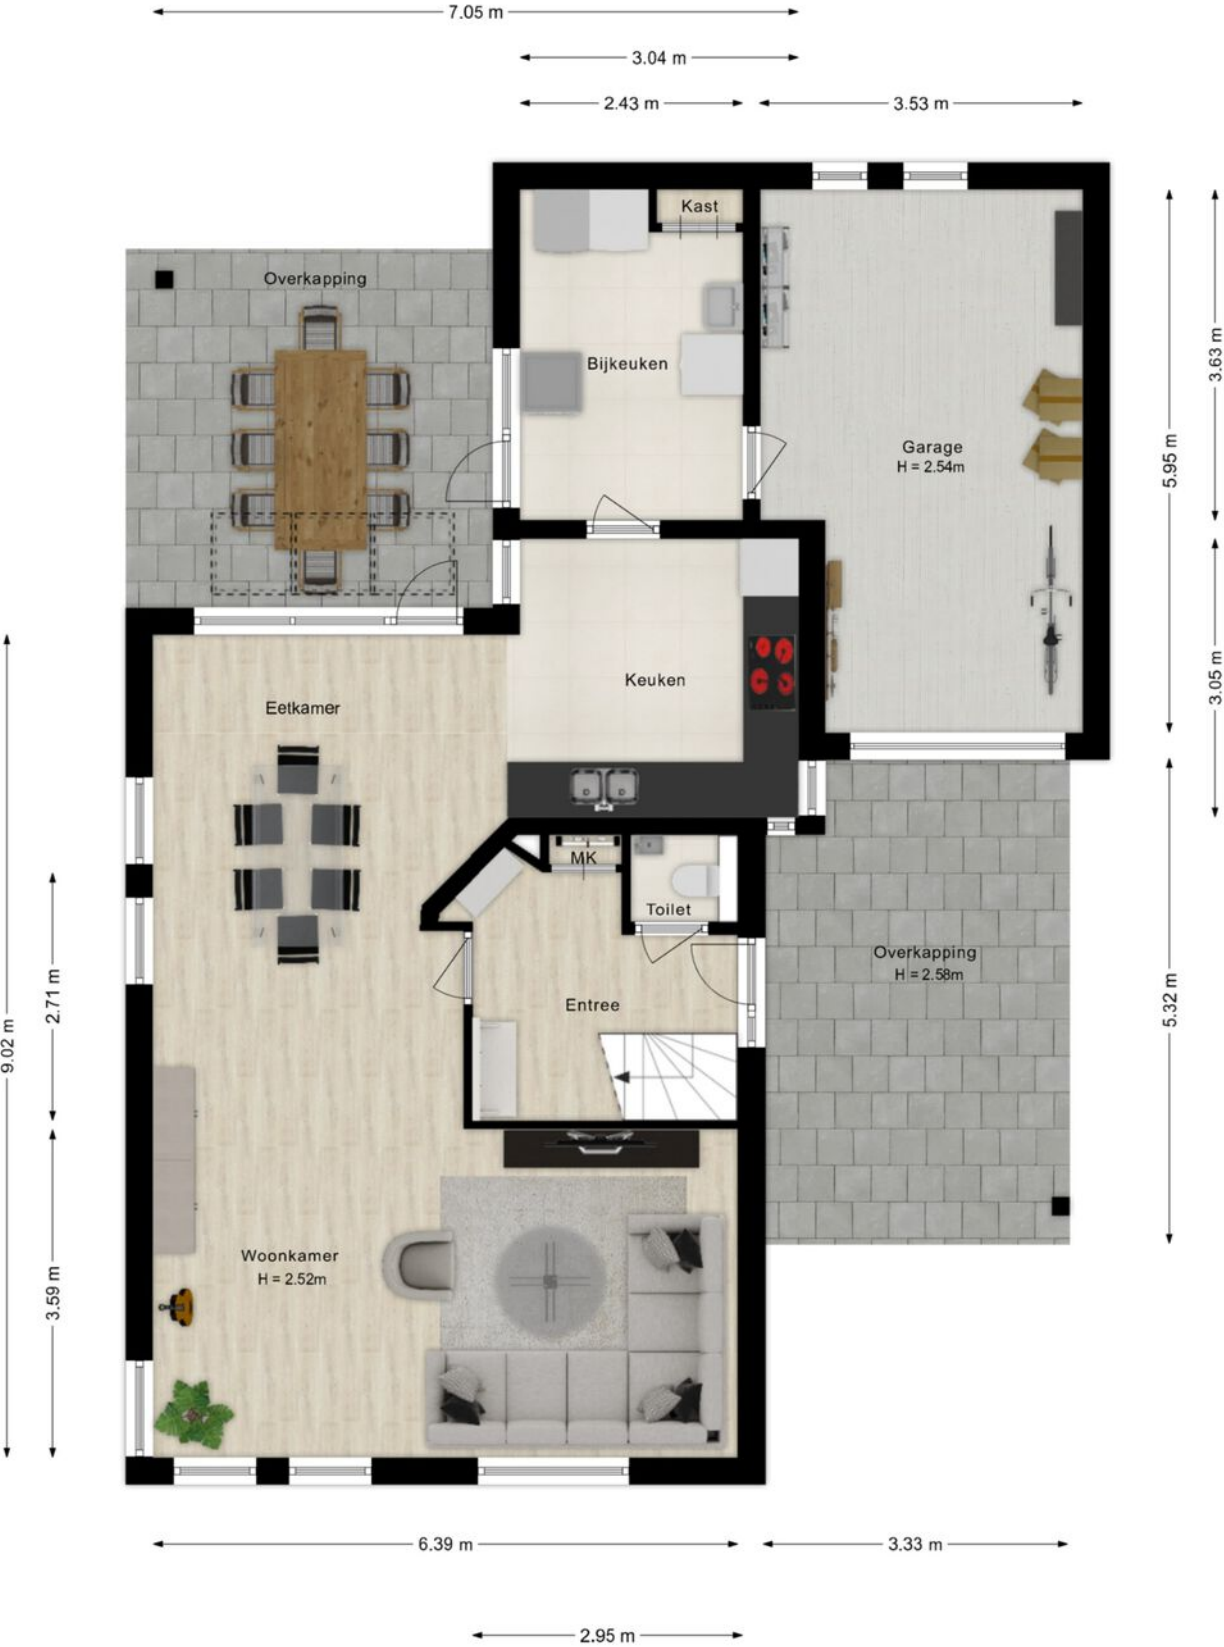 7.05 m
3.04 m
2.43 m
3.53 m
Kast
Overkapping
Bijkeuken
3.63 m
Garage
H = 2.54m
5.95 m
Keuken
3.05 m
Eetkamer
MK
Toilet
Overkapping
H = 2.58m
2.71 m
Entree
5.32 m
9.02 m
Woonkamer
H = 2.52m
3.59 m
6.39 m
3.33 m
2.95 m